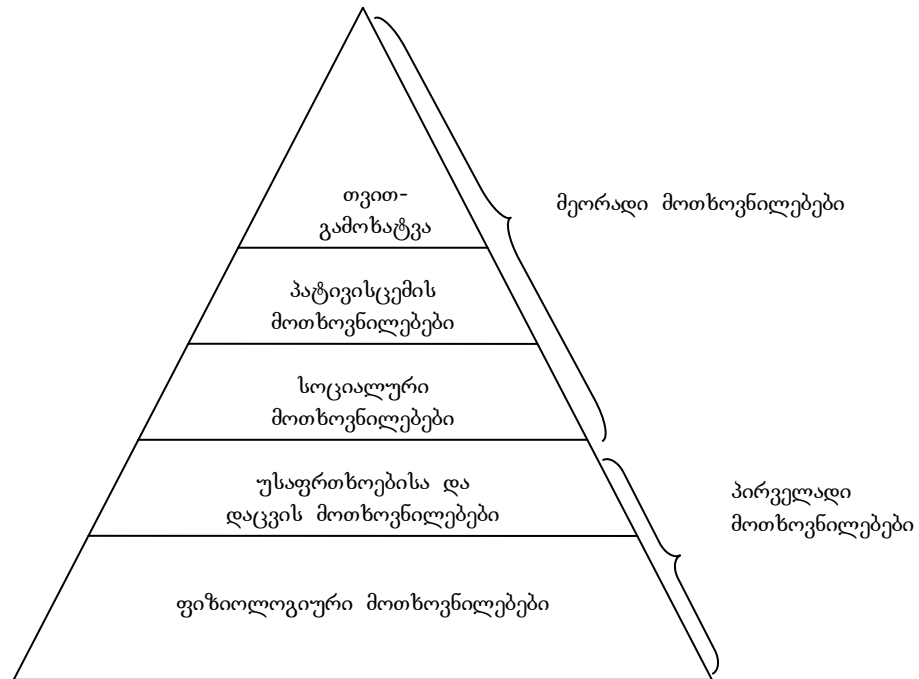 თვით-
გამოხატვა
მეორადი მოთხოვნილებები
პატივისცემის
მოთხოვნილებები
სოციალური
მოთხოვნილებები
უსაფრთხოებისა და
დაცვის მოთხოვნილებები
პირველადი
მოთხოვნილებები
ფიზიოლოგიური მოთხოვნილებები